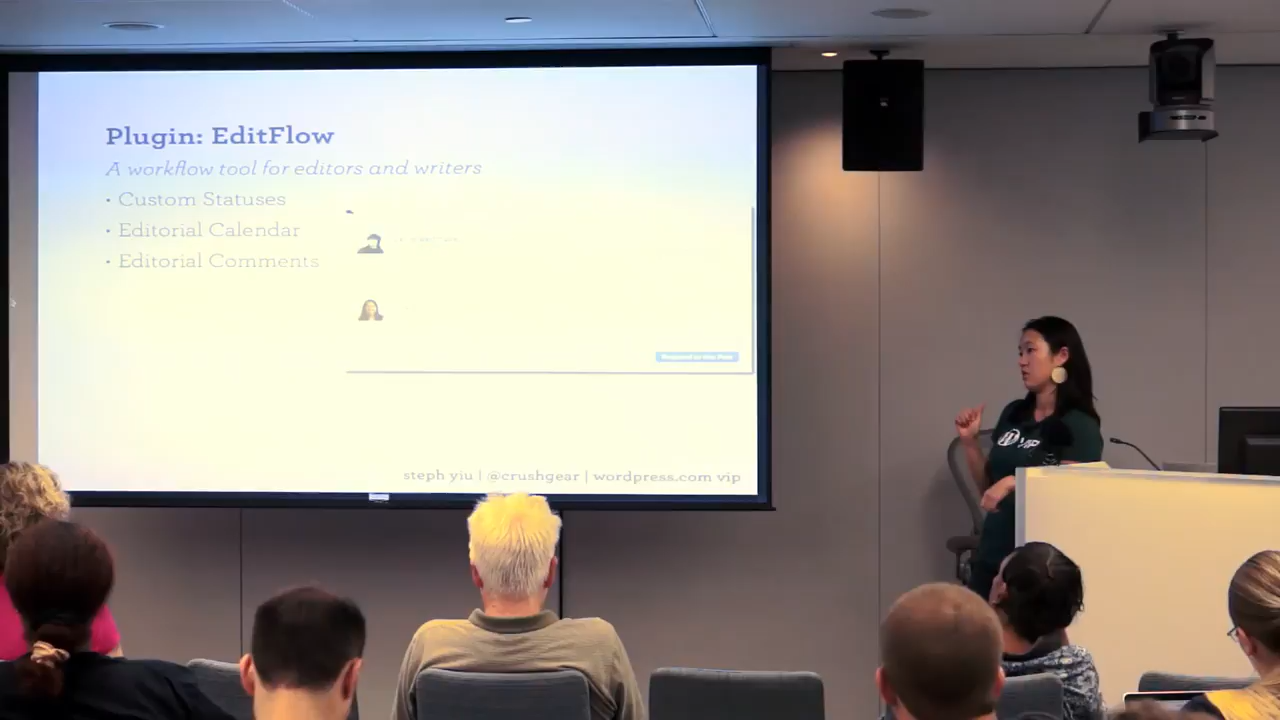 Plugin: EditFlow
A workflow tool for editors and writers
• Custom Statuses
• Editorial Calendar
• Editorial Comments
steph yiu | @crushgear | wordpress.com vip
VIP